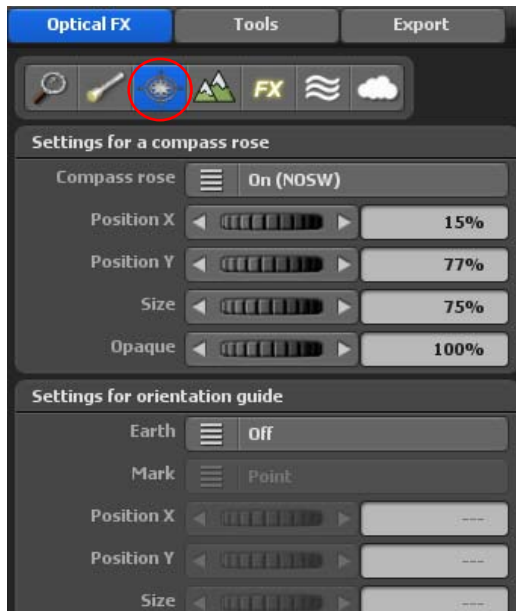 Optical FX Tools Export
FX
Settings for a compass rose
Compass rose On (NOSW)
Position X 15%
Position Y 77%
Size 75%
Opaque 100%
Settings for orientation guide
Earth Off
Mark Point
Position X ---
Position Y ---
Size ---